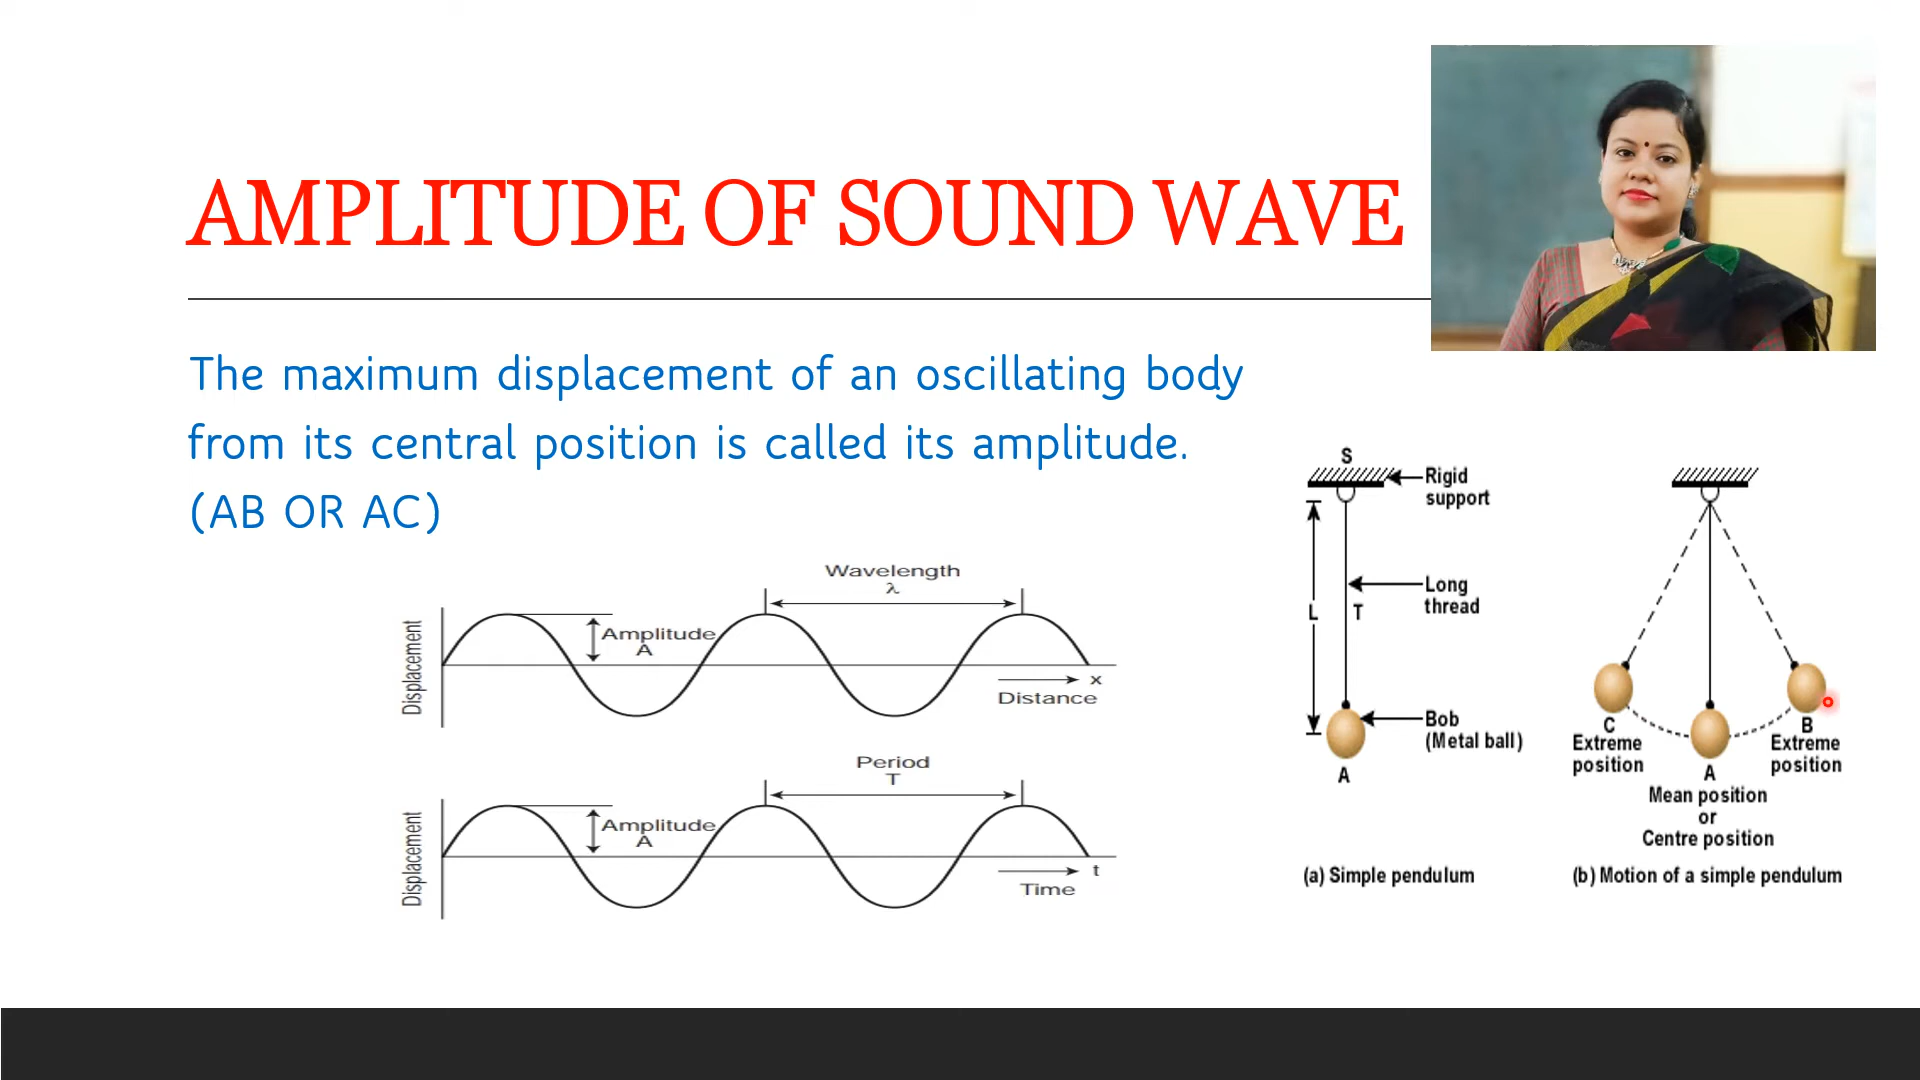 AMPLITUDE OF SOUND WAVE
The maximum displacement of an oscillating body
from its central position is called its amplitude.
(AB OR AC)
Wavelength
λ
Displacement
Amplitude
A
x
Distance
Period
T
Displacement
Amplitude
A
t
Time
S
Rigid
support
Long
thread
L
T
Bob
(Metal ball)
A
(a) Simple pendulum
C
Extreme
position
B
Extreme
position
A
Mean position
or
Centre position
(b) Motion of a simple pendulum